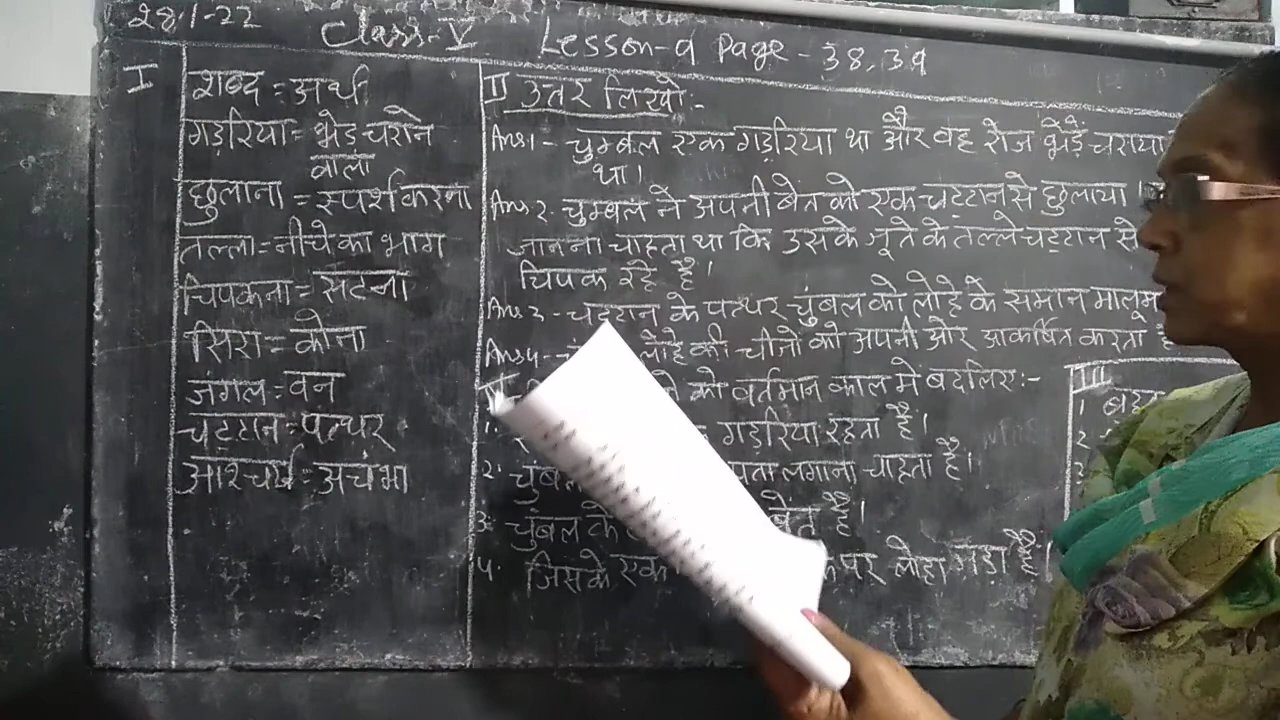 28.1-22 Class-V Lesson-9 Page - 38,39
I
शब्द = अर्थ
गड़रिया = भेड़ चराने
वाला
छुलाना = स्पर्श करना
तल्ला = नीचे का भाग
चिपकना = सटना
सिरा = कोना
जंगल = वन
चट्टान = पत्थर
आश्चर्य = अचंभा
II उत्तर लिखो:-
Ans1 - चुम्बल एक गड़रिया था और वह रोज भेड़ें चराया
था।
Ans2. चुम्बल ने अपनी बेंत को एक चट्टान से छुलाया।
जानना चाहता था कि उसके जूते के तल्ले चट्टान से
चिपक रहे है।
Ans3 - चट्टान के पत्थर चुंबल को लोहे के समान मालूम
Ans4 - लोहे की चीजों को अपनी और आकर्षित करता
को वर्तमान काल में बदलिए:-
1. गड़रिया रहता है।
2. पता लगाना चाहता है।
3. चुंबल के बेंत है।
4. जिसके एक पर लोहा जड़ा है
III
1
2